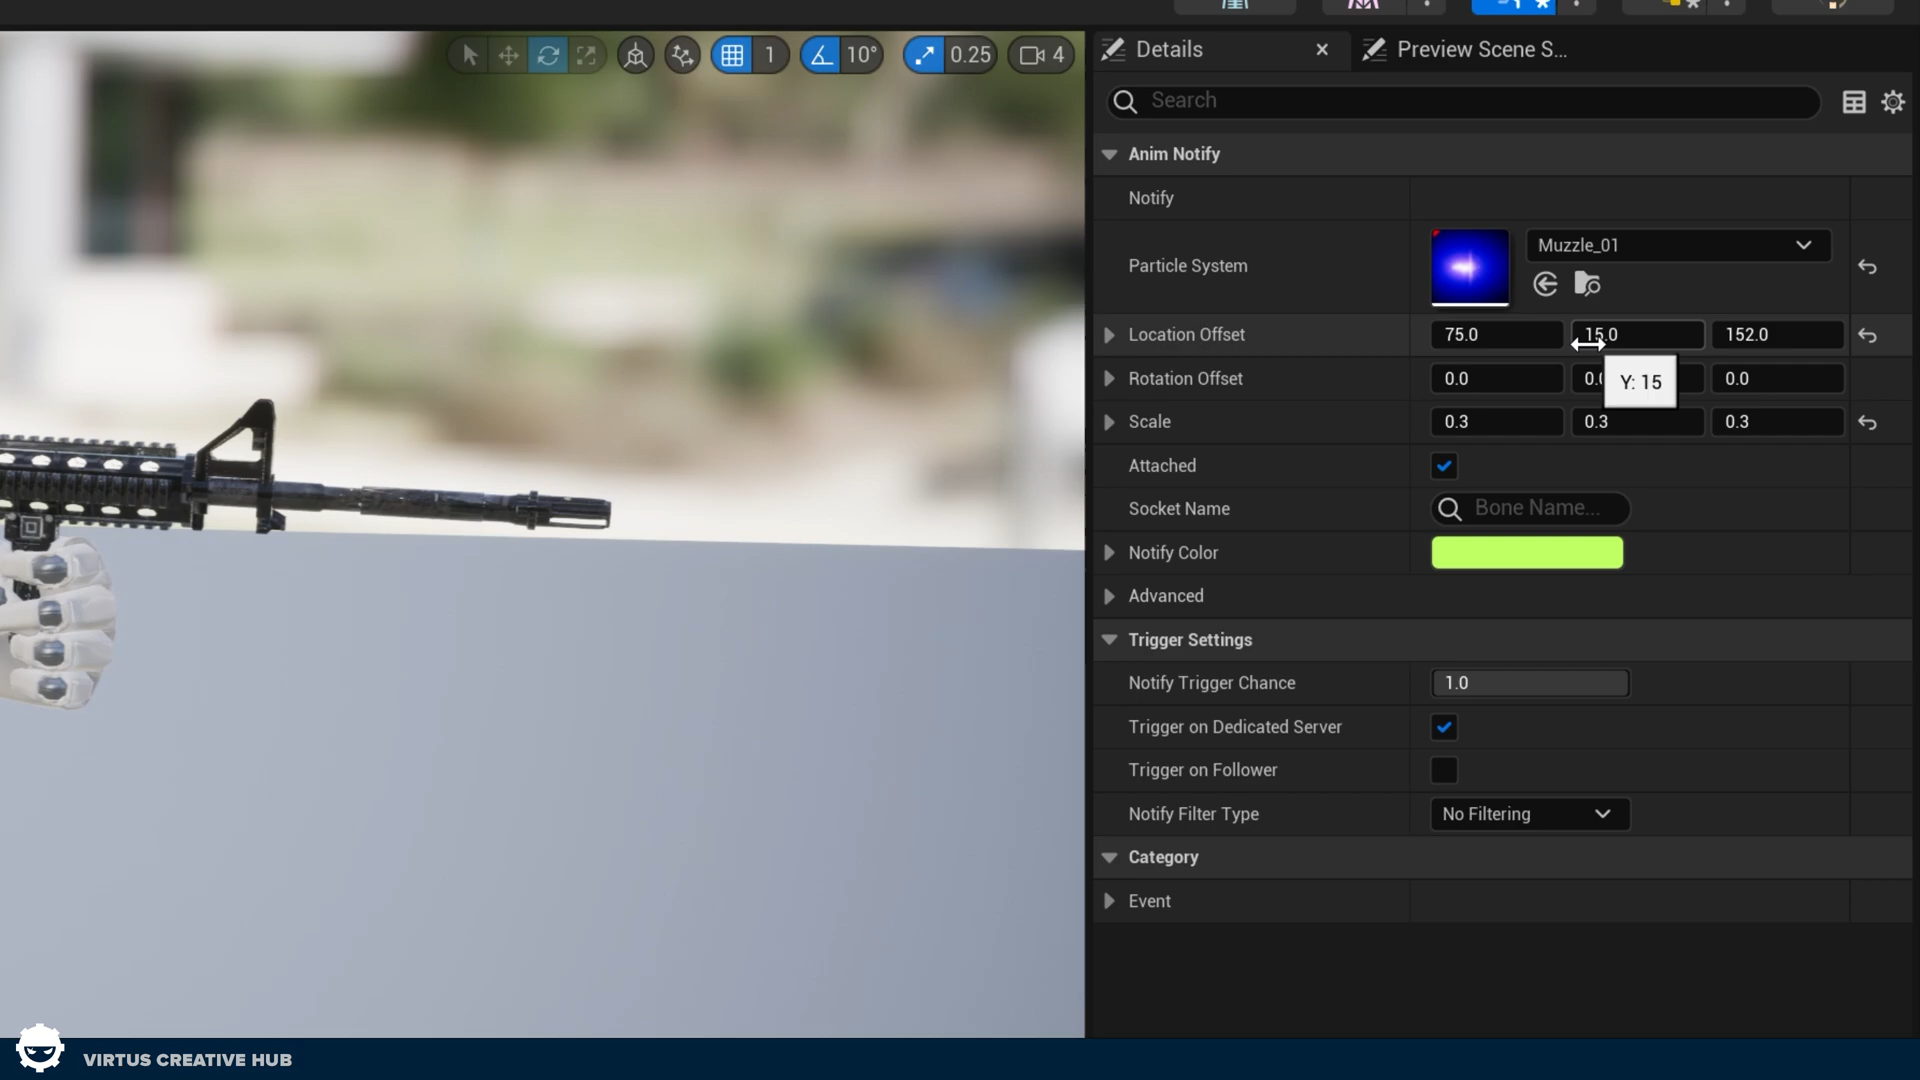 1
10°
0.25
4
Details
Preview Scene S...
Search
Anim Notify
Notify
Particle System
Muzzle_01
Location Offset
75.0
15.0
152.0
Rotation Offset
0.0
0.0
Y: 15
Scale
0.3
0.3
0.3
Attached
Socket Name
Bone Name...
Notify Color
Advanced
Trigger Settings
Notify Trigger Chance
1.0
Trigger on Dedicated Server
Trigger on Follower
Notify Filter Type
No Filtering
Category
Event
VIRTUS CREATIVE HUB